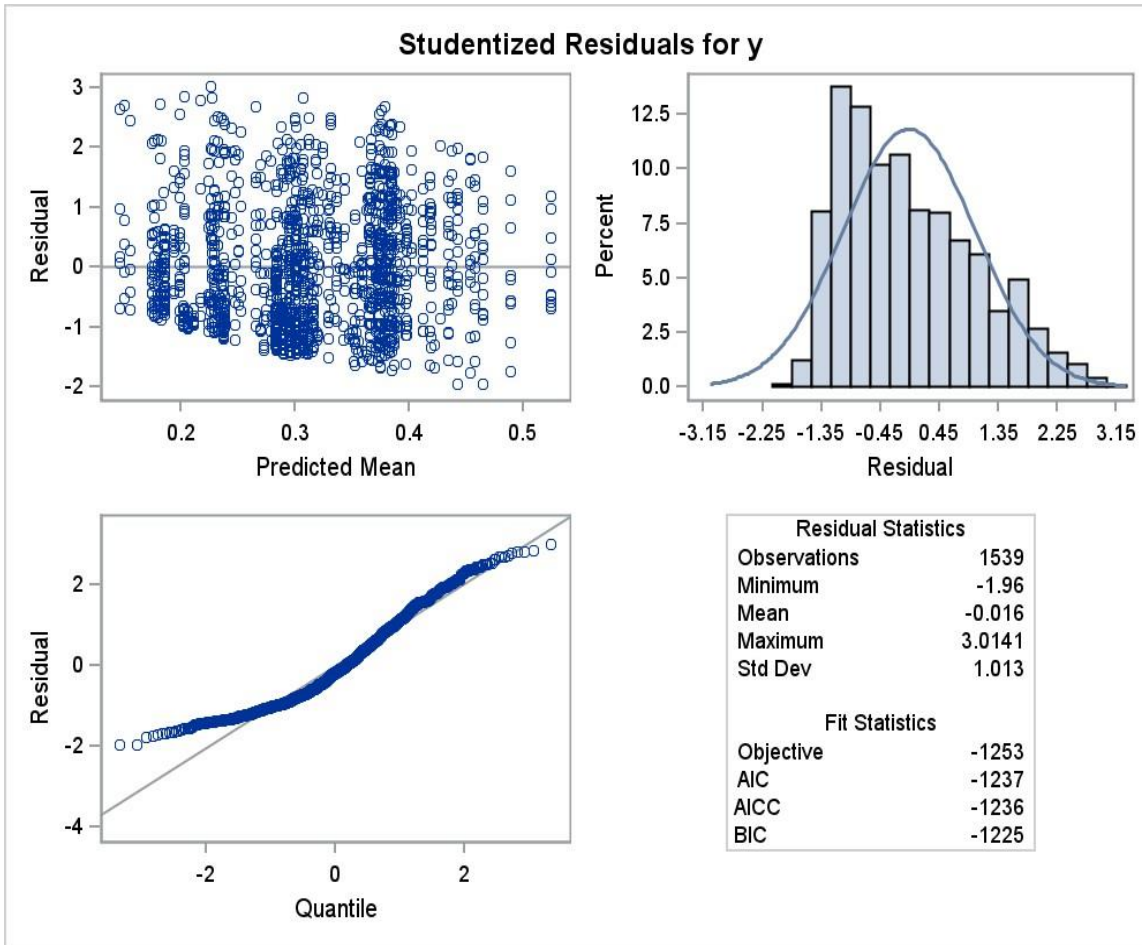 Studentized Residuals for y
3
2
1
0
-1
-2
Residual
0.2 0.3 0.4 0.5
Predicted Mean
12.5
10.0
7.5
5.0
2.5
0.0
Percent
-3.15 -2.25 -1.35 -0.45 0.45 1.35 2.25 3.15
Residual
2
0
-2
-4
Residual
-2 0 2
Quantile
Residual Statistics
Observations 1539
Minimum -1.96
Mean -0.016
Maximum 3.0141
Std Dev 1.013
Fit Statistics
Objective -1253
AIC -1237
AICC -1236
BIC -1225